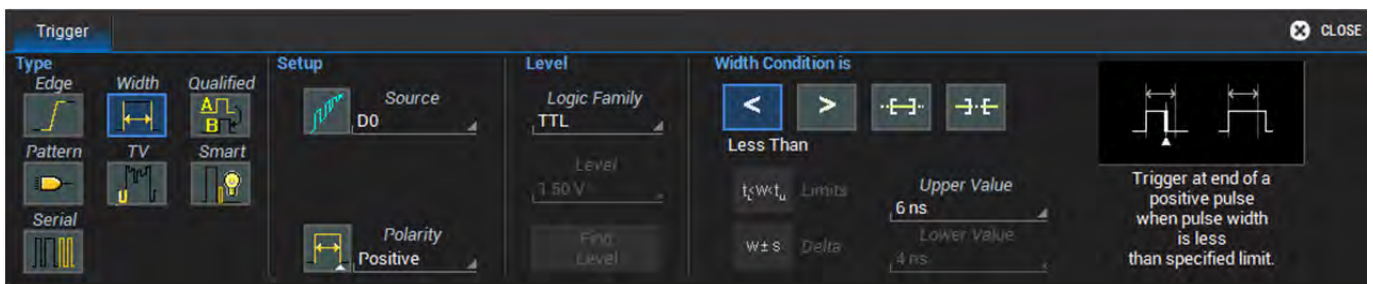 Trigger
CLOSE
Type
Edge Width Qualified
A
B
Pattern TV Smart
U
Serial
Setup
Source
D0
Polarity
Positive
Level
Logic Family
TTL
Level
1.50 V
Find
Level
Width Condition is
< >
Less Than
tL<W<tu Limits
W±S Delta
Upper Value
6 ns
Lower Value
4 ns
Trigger at end of a
positive pulse
when pulse width
is less
than specified limit.